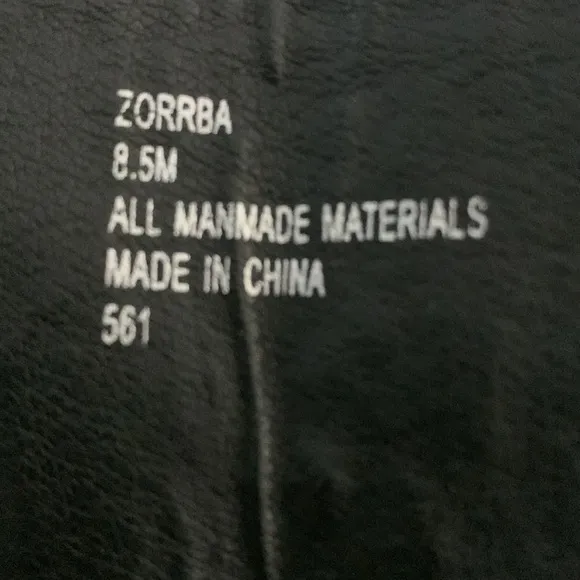 ZORRBA
8.5M
ALL MANMADE MATERIALS
MADE IN CHINA
561